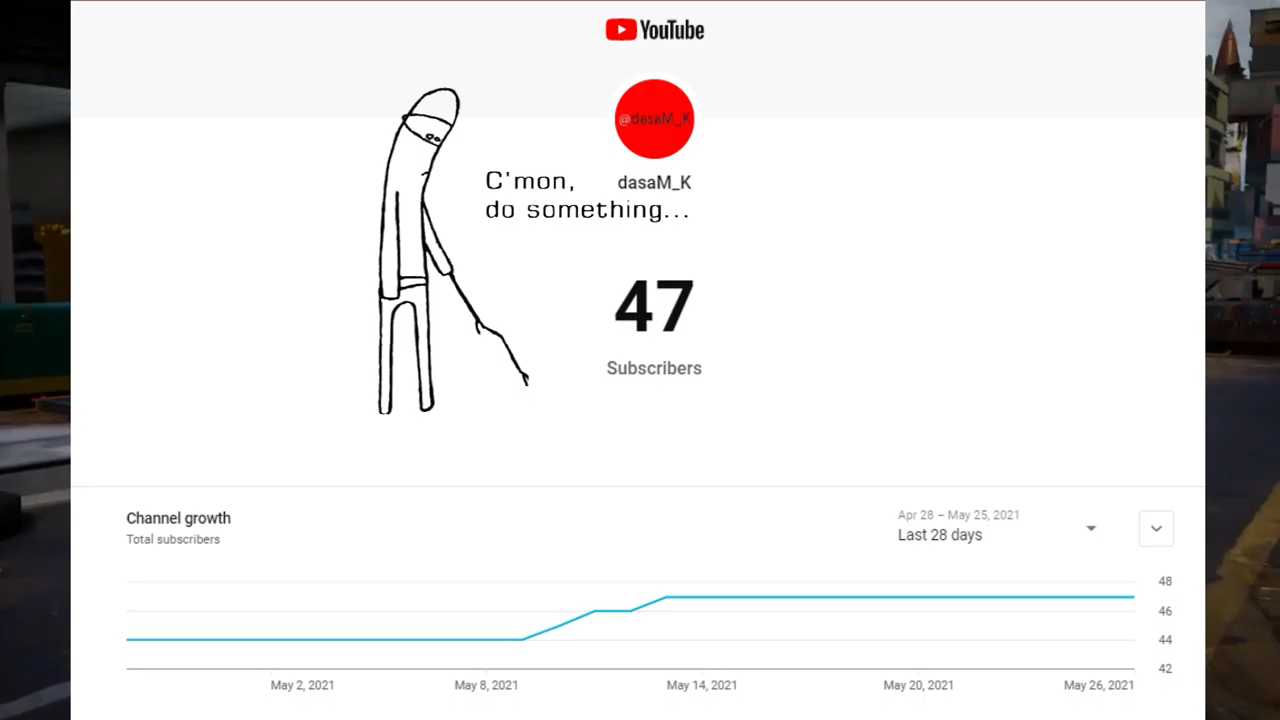 YouTube
@dasaM_K
C'mon,
dasaM_K
do something...
47
Subscribers
Channel growth
Total subscribers
Apr 28 – May 25, 2021
Last 28 days
48
46
44
42
May 2, 2021
May 8, 2021
May 14, 2021
May 20, 2021
May 26, 2021